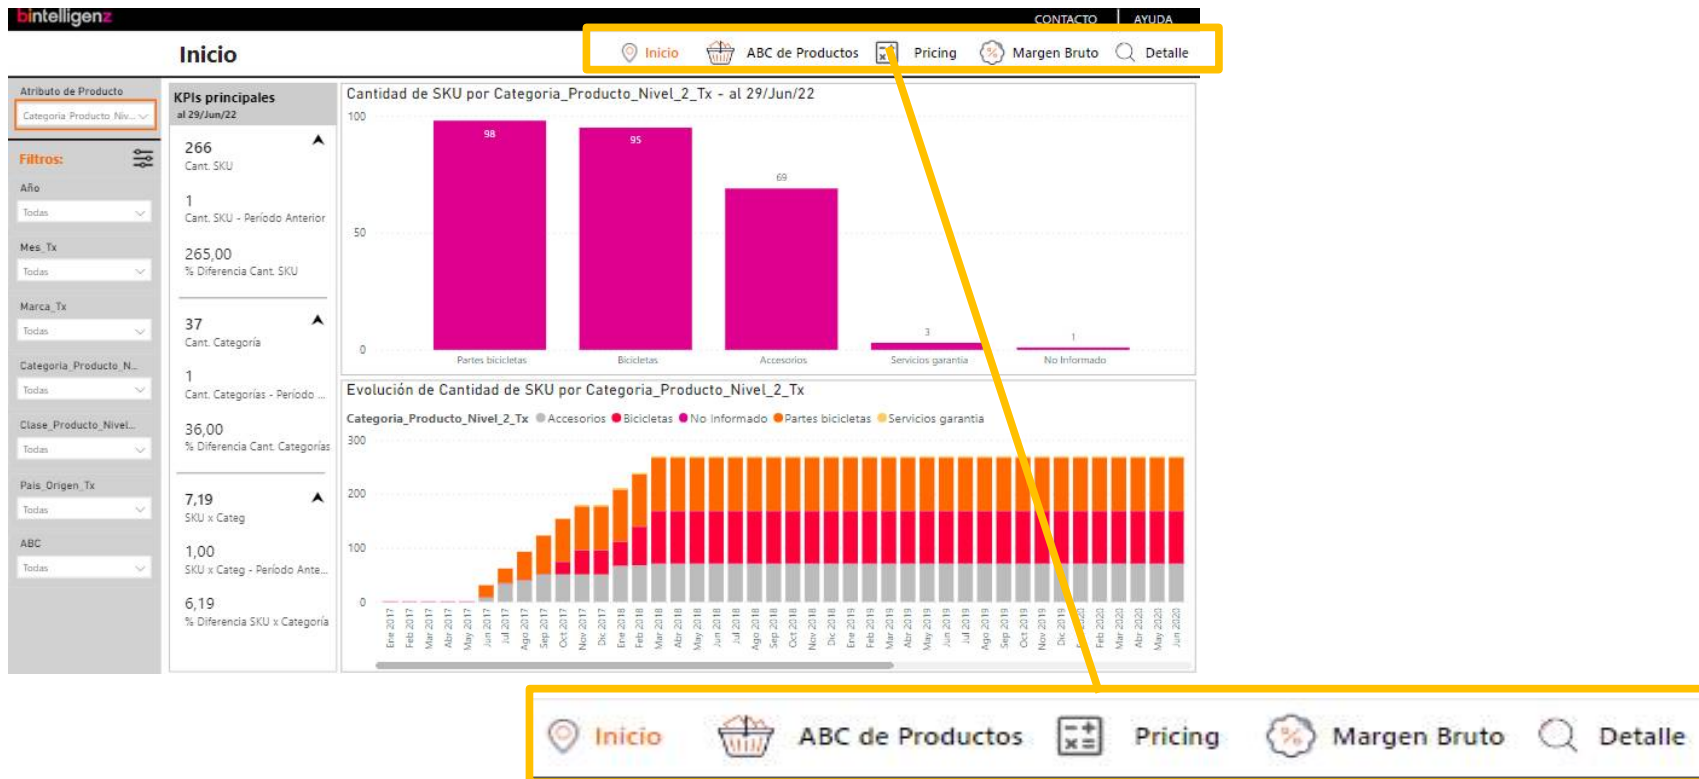 bintelligenz
CONTACTO | AYUDA
Inicio
Inicio ABC de Productos Pricing Margen Bruto Detalle
Atributo de Producto
Categoria Producto Niv...
Filtros:
Año
Todas
Mes_Tx
Todas
Marca_Tx
Todas
Categoria_Producto_N...
Todas
Clase_Producto_Nivel...
Todas
Pais_Origen_Tx
Todas
ABC
Todas
KPIs principales
al 29/Jun/22
266
Cant. SKU
1
Cant. SKU - Período Anterior
265,00
% Diferencia Cant. SKU
37
Cant. Categoría
1
Cant. Categorías - Período ...
36,00
% Diferencia Cant. Categorías
7,19
SKU x Categ
1,00
SKU x Categ - Período Ante...
6,19
% Diferencia SKU x Categoría
Cantidad de SKU por Categoria_Producto_Nivel_2_Tx - al 29/Jun/22
100
50
0
98
95
69
3
1
Partes bicicletas Bicicletas Accesorios Servicios garantia No Informado
Evolución de Cantidad de SKU por Categoria_Producto_Nivel_2_Tx
Categoria_Producto_Nivel_2_Tx Accesorios Bicicletas No Informado Partes bicicletas Servicios garantia
300
200
100
0
Ene 2017
Feb 2017
Mar 2017
Abr 2017
May 2017
Jun 2017
Jul 2017
Ago 2017
Sep 2017
Oct 2017
Nov 2017
Dic 2017
Ene 2018
Feb 2018
Mar 2018
Abr 2018
May 2018
Jun 2018
Jul 2018
Ago 2018
Sep 2018
Oct 2018
Nov 2018
Dic 2018
Ene 2019
Feb 2019
Mar 2019
Abr 2019
May 2019
Jun 2019
Jul 2019
Ago 2019
Sep 2019
Oct 2019
Nov 2019
Dic 2019
2020
Feb 2020
Mar 2020
Abr 2020
May 2020
Jun 2020
Inicio ABC de Productos Pricing Margen Bruto Detalle